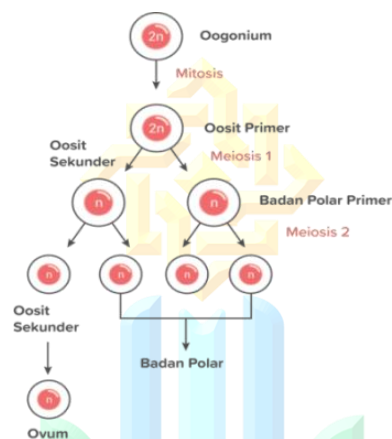 2n
Oogonium
Mitosis
2n
Oosit Primer
Oosit
Sekunder
Meiosis 1
n
n
Badan Polar Primer
Meiosis 2
n
n
n
n
Oosit
Sekunder
Badan Polar
n
Ovum